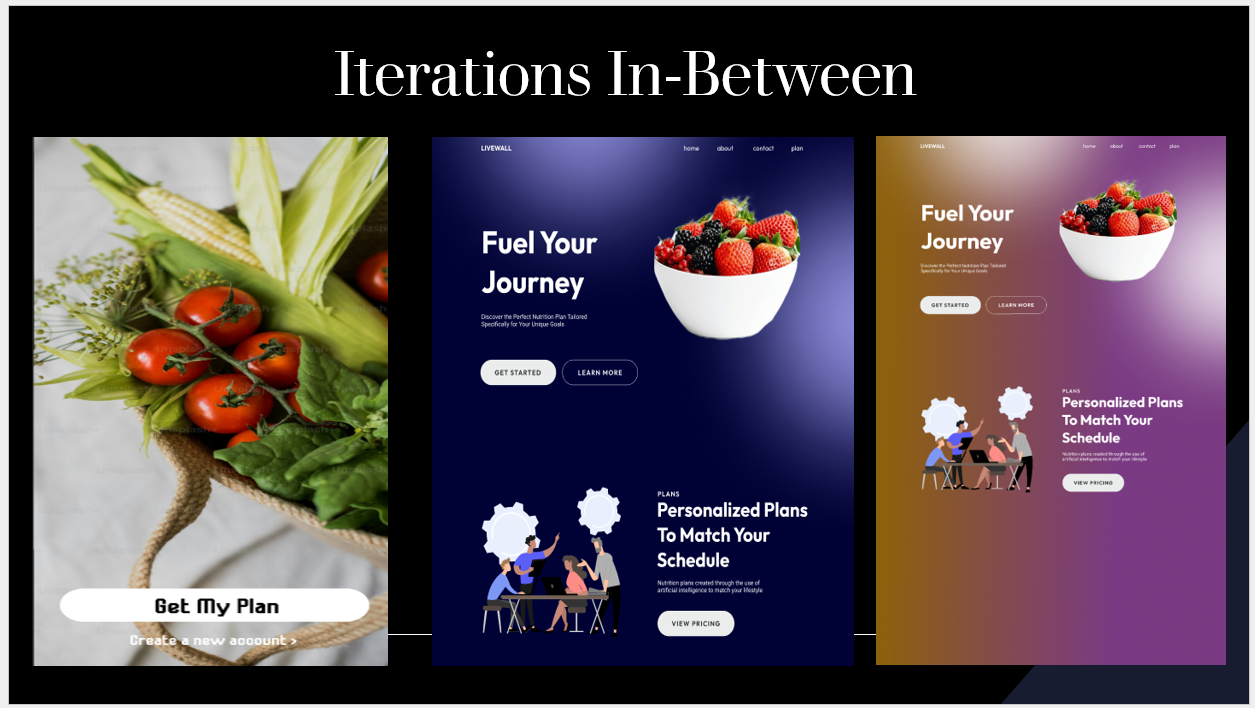 Iterations In-Between
Get My Plan
Create a new account >
LIVEWALL
home about contact plan
Fuel Your
Journey
Discover the Perfect Nutrition Plan Tailored
Specifically for Your Unique Goals
GET STARTED LEARN MORE
PLANS
Personalized Plans
To Match Your
Schedule
Nutrition plans created through the use of
artificial intelligence to match your lifestyle
VIEW PRICING
LIVEWALL
home about contact plan
Fuel Your
Journey
Discover the Perfect Nutrition Plan Tailored
Specifically for Your Unique Goals
GET STARTED LEARN MORE
PLANS
Personalized Plans
To Match Your
Schedule
Nutrition plans created through the use of
artificial intelligence to match your lifestyle
VIEW PRICING